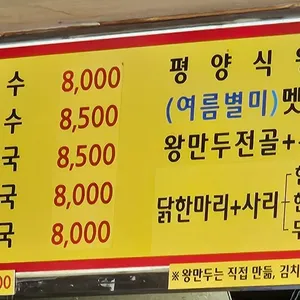 수 8,000
수 8,500
국 8,500
국 8,000
국 8,000
평양식
(여름별미) 멧
왕만두전골+
닭한마리+사리
※왕만두는 직접 만듦, 김치
00